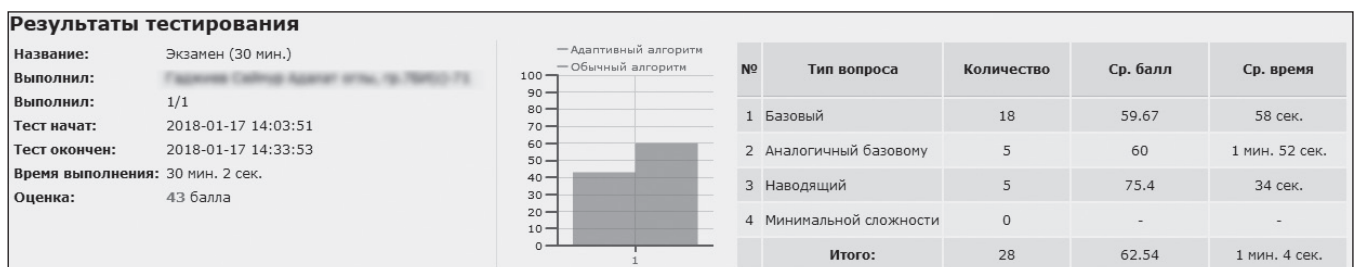 Результаты тестирования
Название: Экзамен (30 мин.)
Выполнил:
Выполнил: 1/1
Тест начат: 2018-01-17 14:03:51
Тест окончен: 2018-01-17 14:33:53
Время выполнения: 30 мин. 2 сек.
Оценка: 43 балла
Адаптивный алгоритм
Обычный алгоритм
100
90
80
70
60
50
40
30
20
10
0
1
№ Тип вопроса Количество Ср. балл Ср. время
1 Базовый 18 59.67 58 сек.
2 Аналогичный базовому 5 60 1 мин. 52 сек.
3 Наводящий 5 75.4 34 сек.
4 Минимальной сложности 0 - -
Итого: 28 62.54 1 мин. 4 сек.